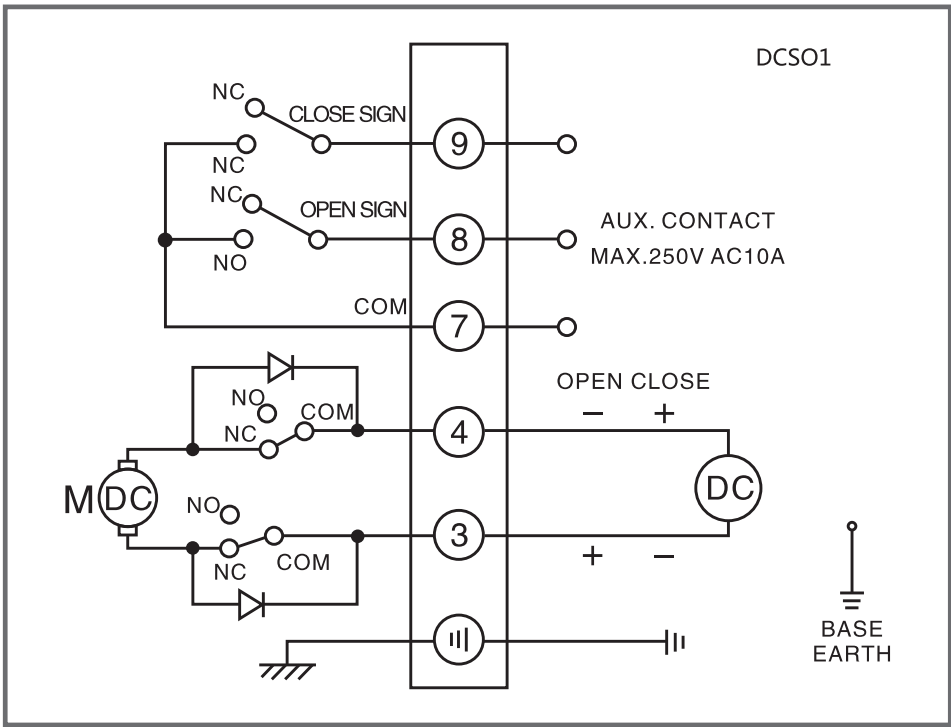 DCSO1
NC
CLOSE SIGN
9
NC
NC
OPEN SIGN
8
NO
AUX. CONTACT
MAX.250V AC10A
COM
7
OPEN CLOSE
− +
NO
COM
NC
4
M
DC
DC
NO
3
COM
NC
+ −
BASE
EARTH